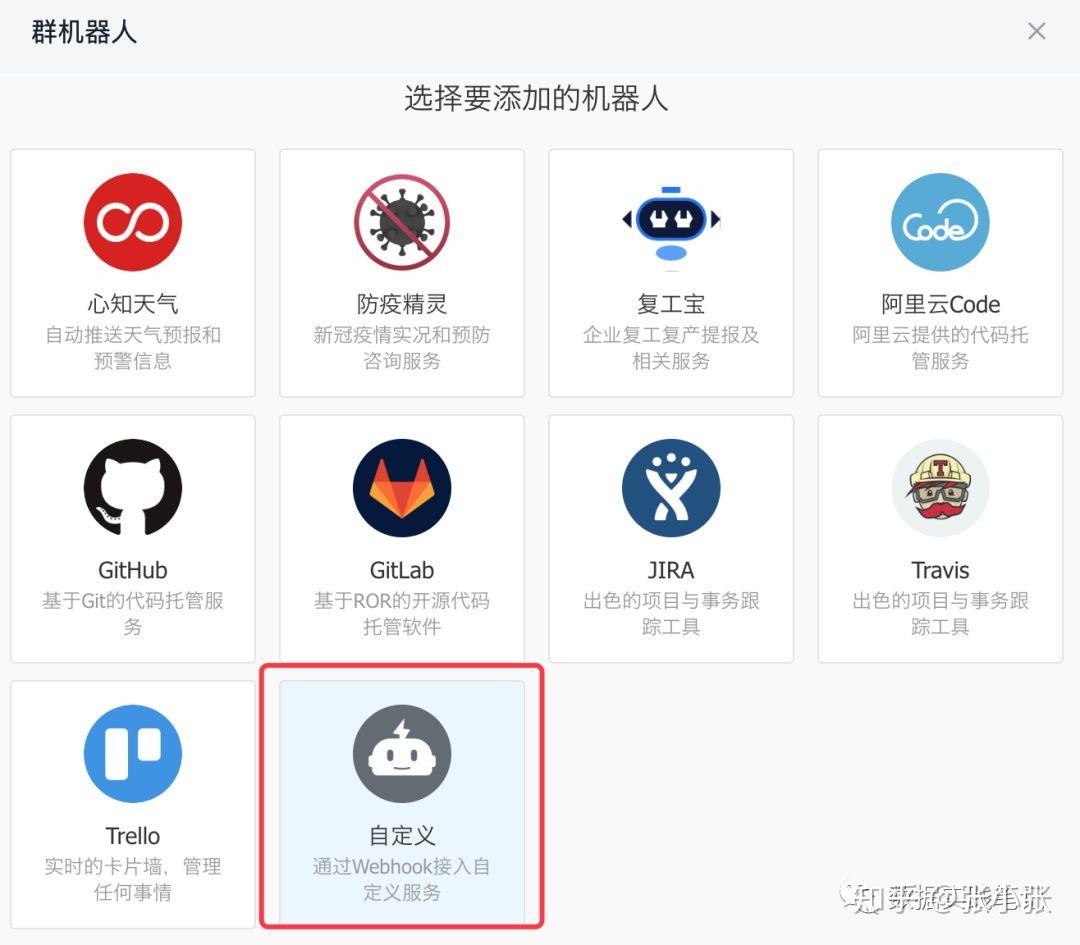 群机器人
选择要添加的机器人
心知天气
自动推送天气预报和
预警信息
防疫精灵
新冠疫情实况和预防
咨询服务
复工宝
企业复工复产提报及
相关服务
Code
阿里云Code
阿里云提供的代码托
管服务
GitHub
基于Git的代码托管服
务
GitLab
基于ROR的开源代码
托管软件
JIRA
出色的项目与事务跟
踪工具
T
Travis
出色的项目与事务跟
踪工具
Trello
实时的卡片墙，管理
任何事情
自定义
通过Webhook接入自
定义服务